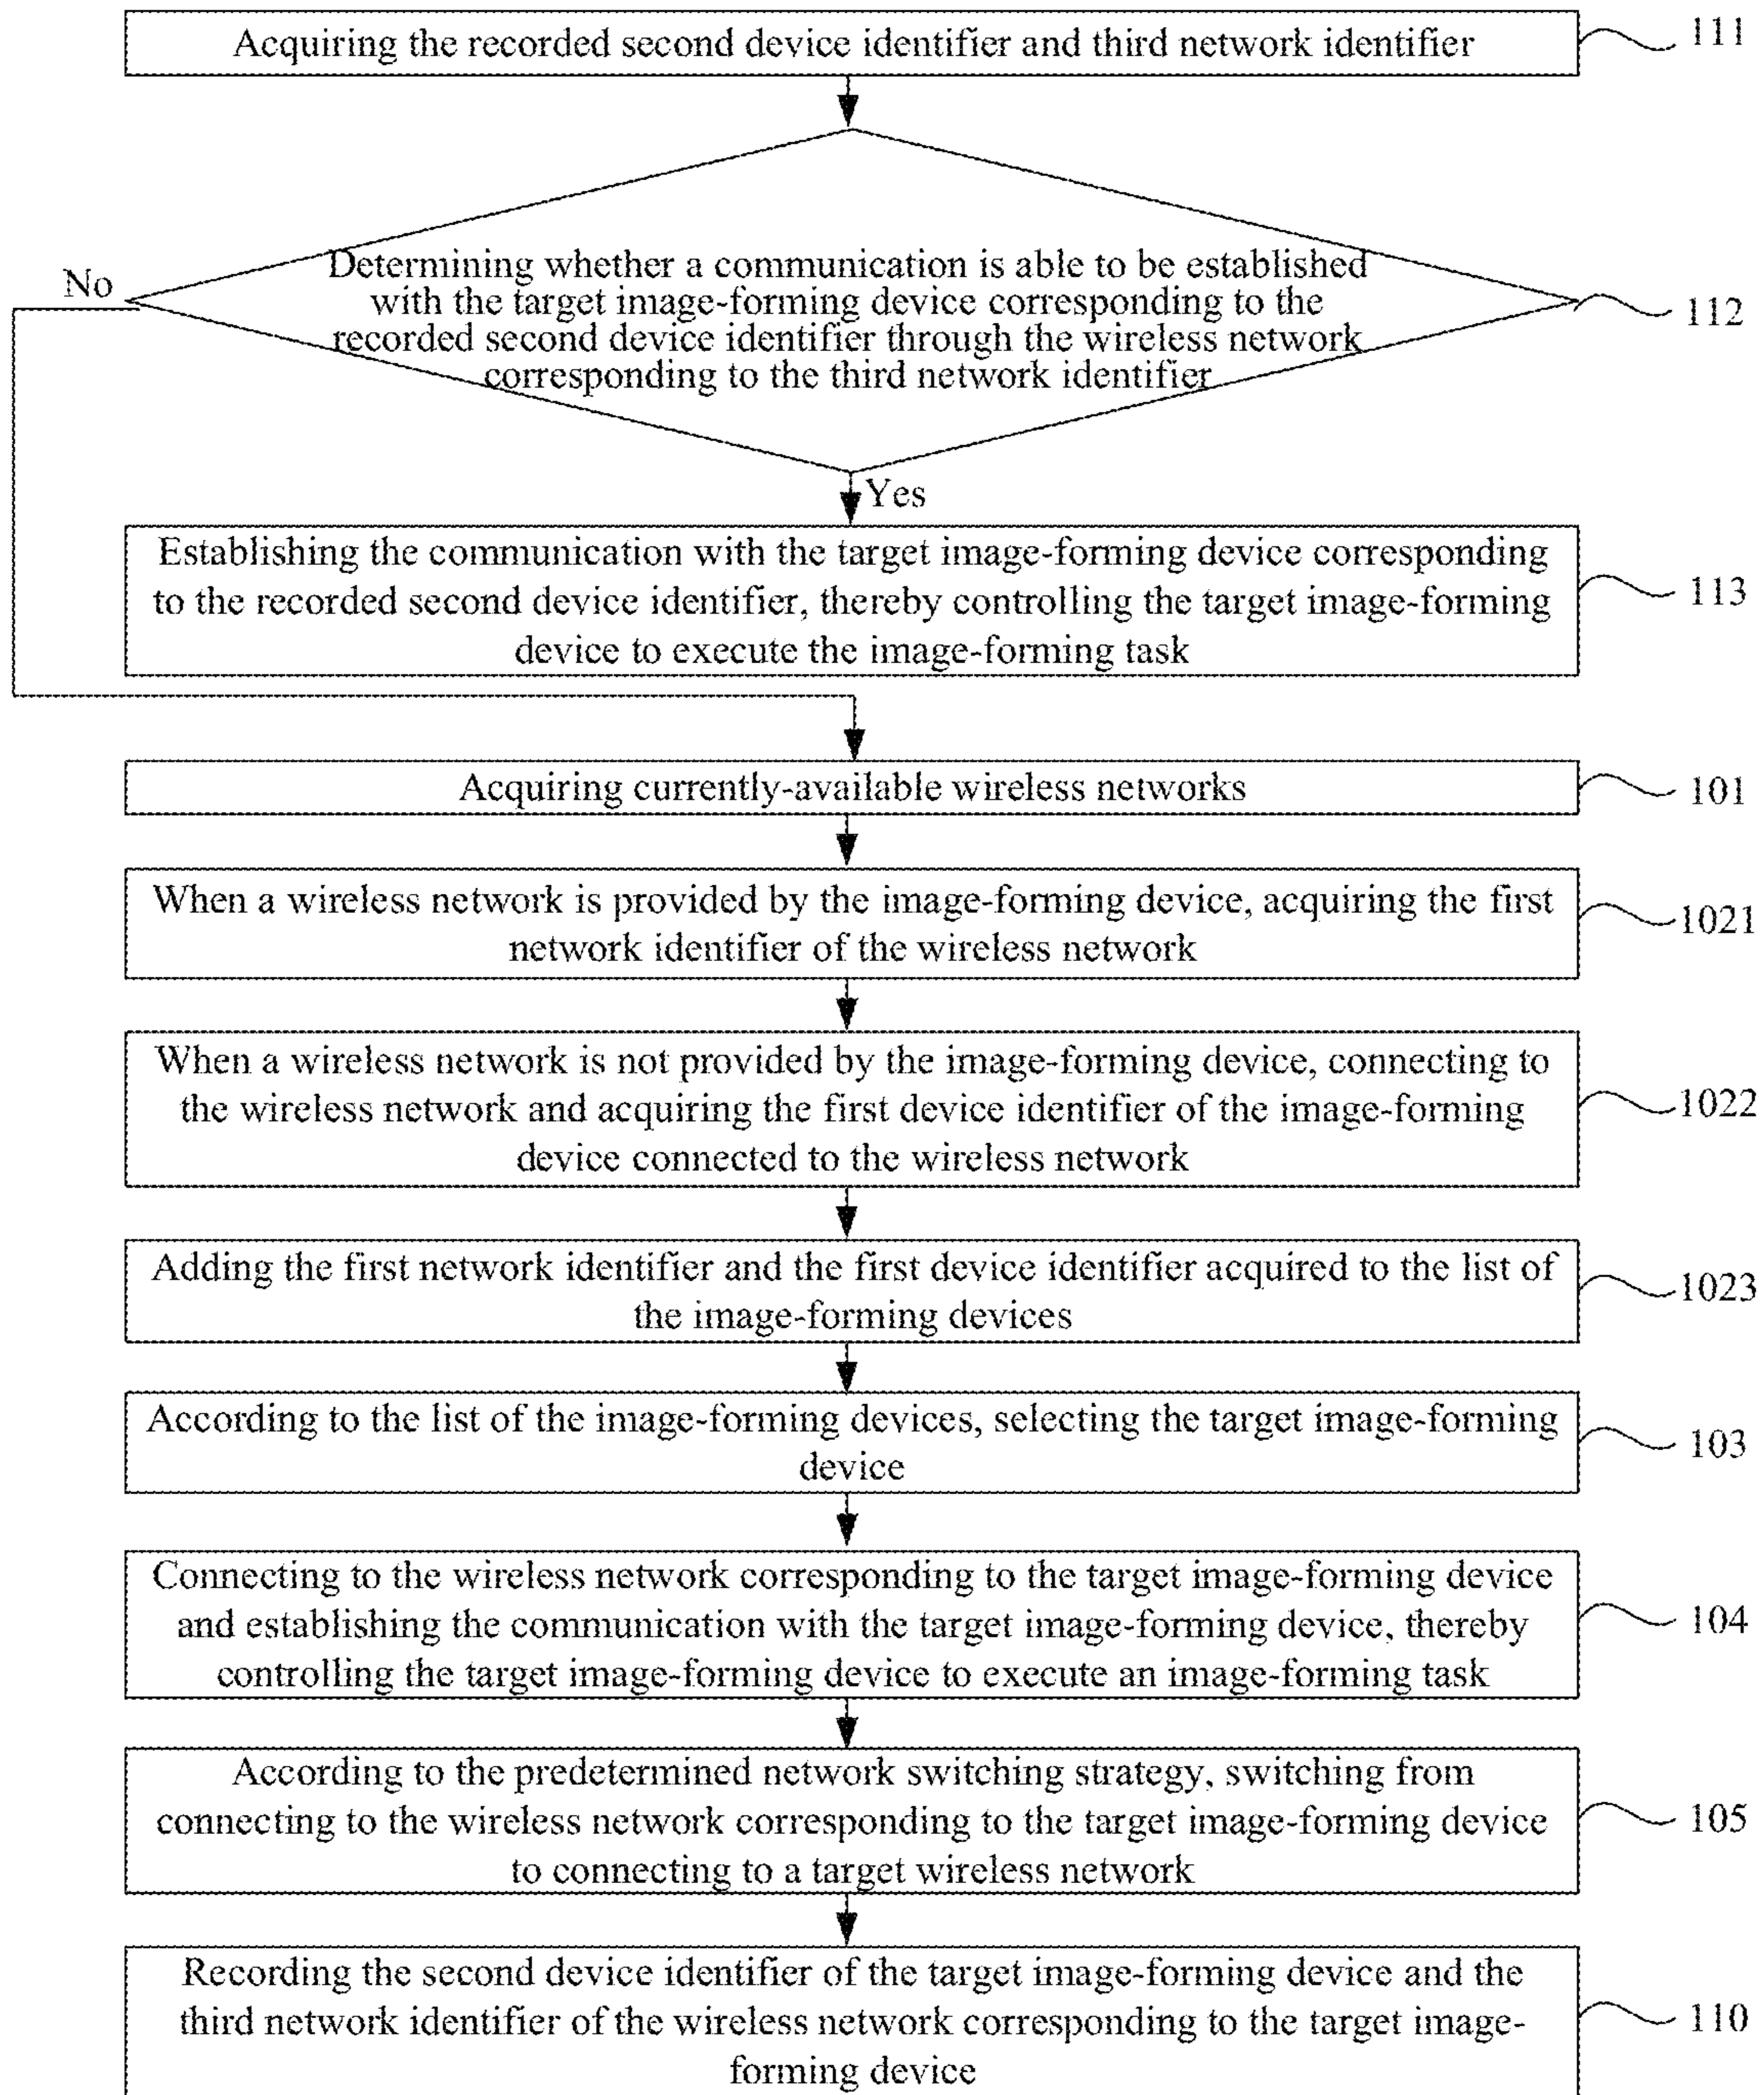 Acquiring the recorded second device identifier and third network identifier
111
No
Determining whether a communication is able to be established
with the target image-forming device corresponding to the
recorded second device identifier through the wireless network
corresponding to the third network identifier
112
Yes
Establishing the communication with the target image-forming device corresponding
to the recorded second device identifier, thereby controlling the target image-forming
device to execute the image-forming task
113
Acquiring currently-available wireless networks
101
When a wireless network is provided by the image-forming device, acquiring the first
network identifier of the wireless network
1021
When a wireless network is not provided by the image-forming device, connecting to
the wireless network and acquiring the first device identifier of the image-forming
device connected to the wireless network
1022
Adding the first network identifier and the first device identifier acquired to the list of
the image-forming devices
1023
According to the list of the image-forming devices, selecting the target image-forming
device
103
Connecting to the wireless network corresponding to the target image-forming device
and establishing the communication with the target image-forming device, thereby
controlling the target image-forming device to execute an image-forming task
104
According to the predetermined network switching strategy, switching from
connecting to the wireless network corresponding to the target image-forming device
to connecting to a target wireless network
105
Recording the second device identifier of the target image-forming device and the
third network identifier of the wireless network corresponding to the target image-
forming device
110